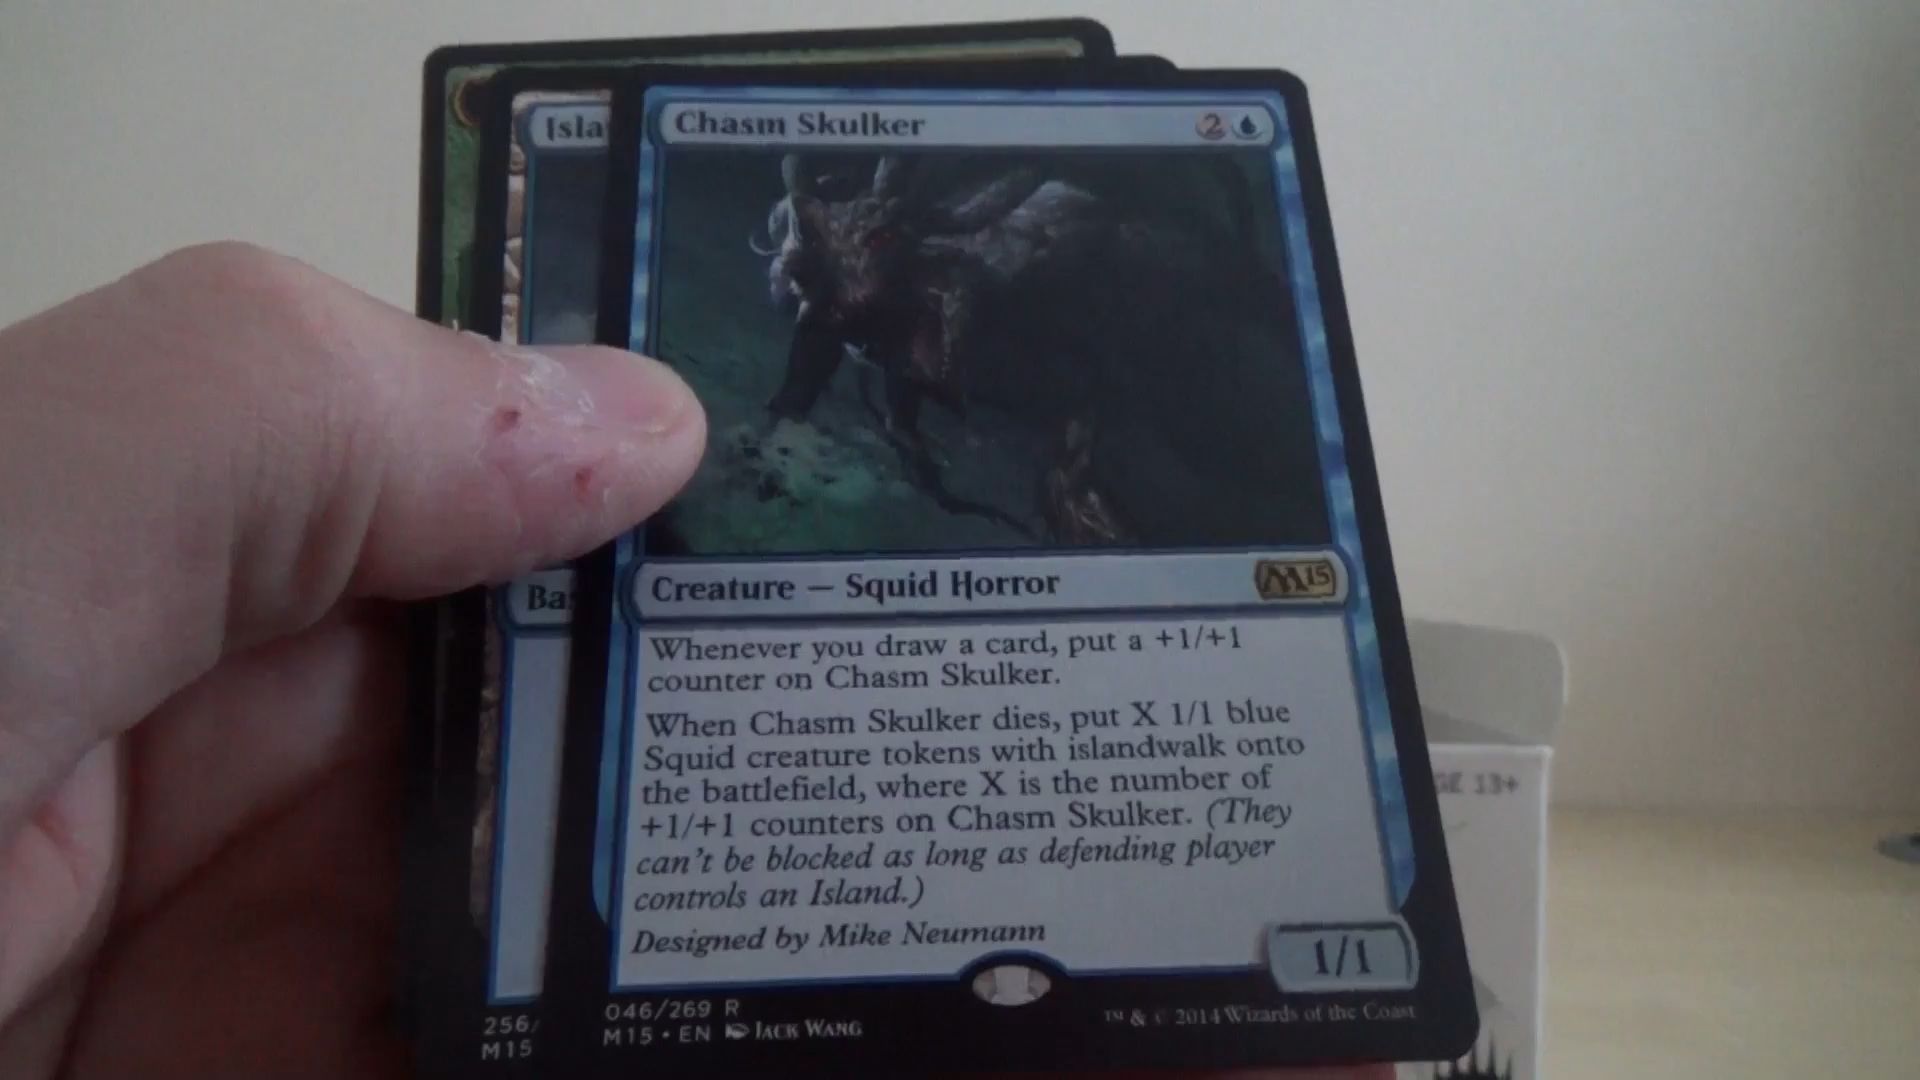 Isla
Chasm Skulker 2
Creature — Squid Horror M15
Bas
Whenever you draw a card, put a +1/+1
counter on Chasm Skulker.
When Chasm Skulker dies, put X 1/1 blue
Squid creature tokens with islandwalk onto
the battlefield, where X is the number of
+1/+1 counters on Chasm Skulker. (They
can't be blocked as long as defending player
controls an Island.)
Designed by Mike Neumann
1/1
046/269 R
M15 • EN Jack Wang
™ & © 2014 Wizards of the Coast
256/
M15
GE 13+